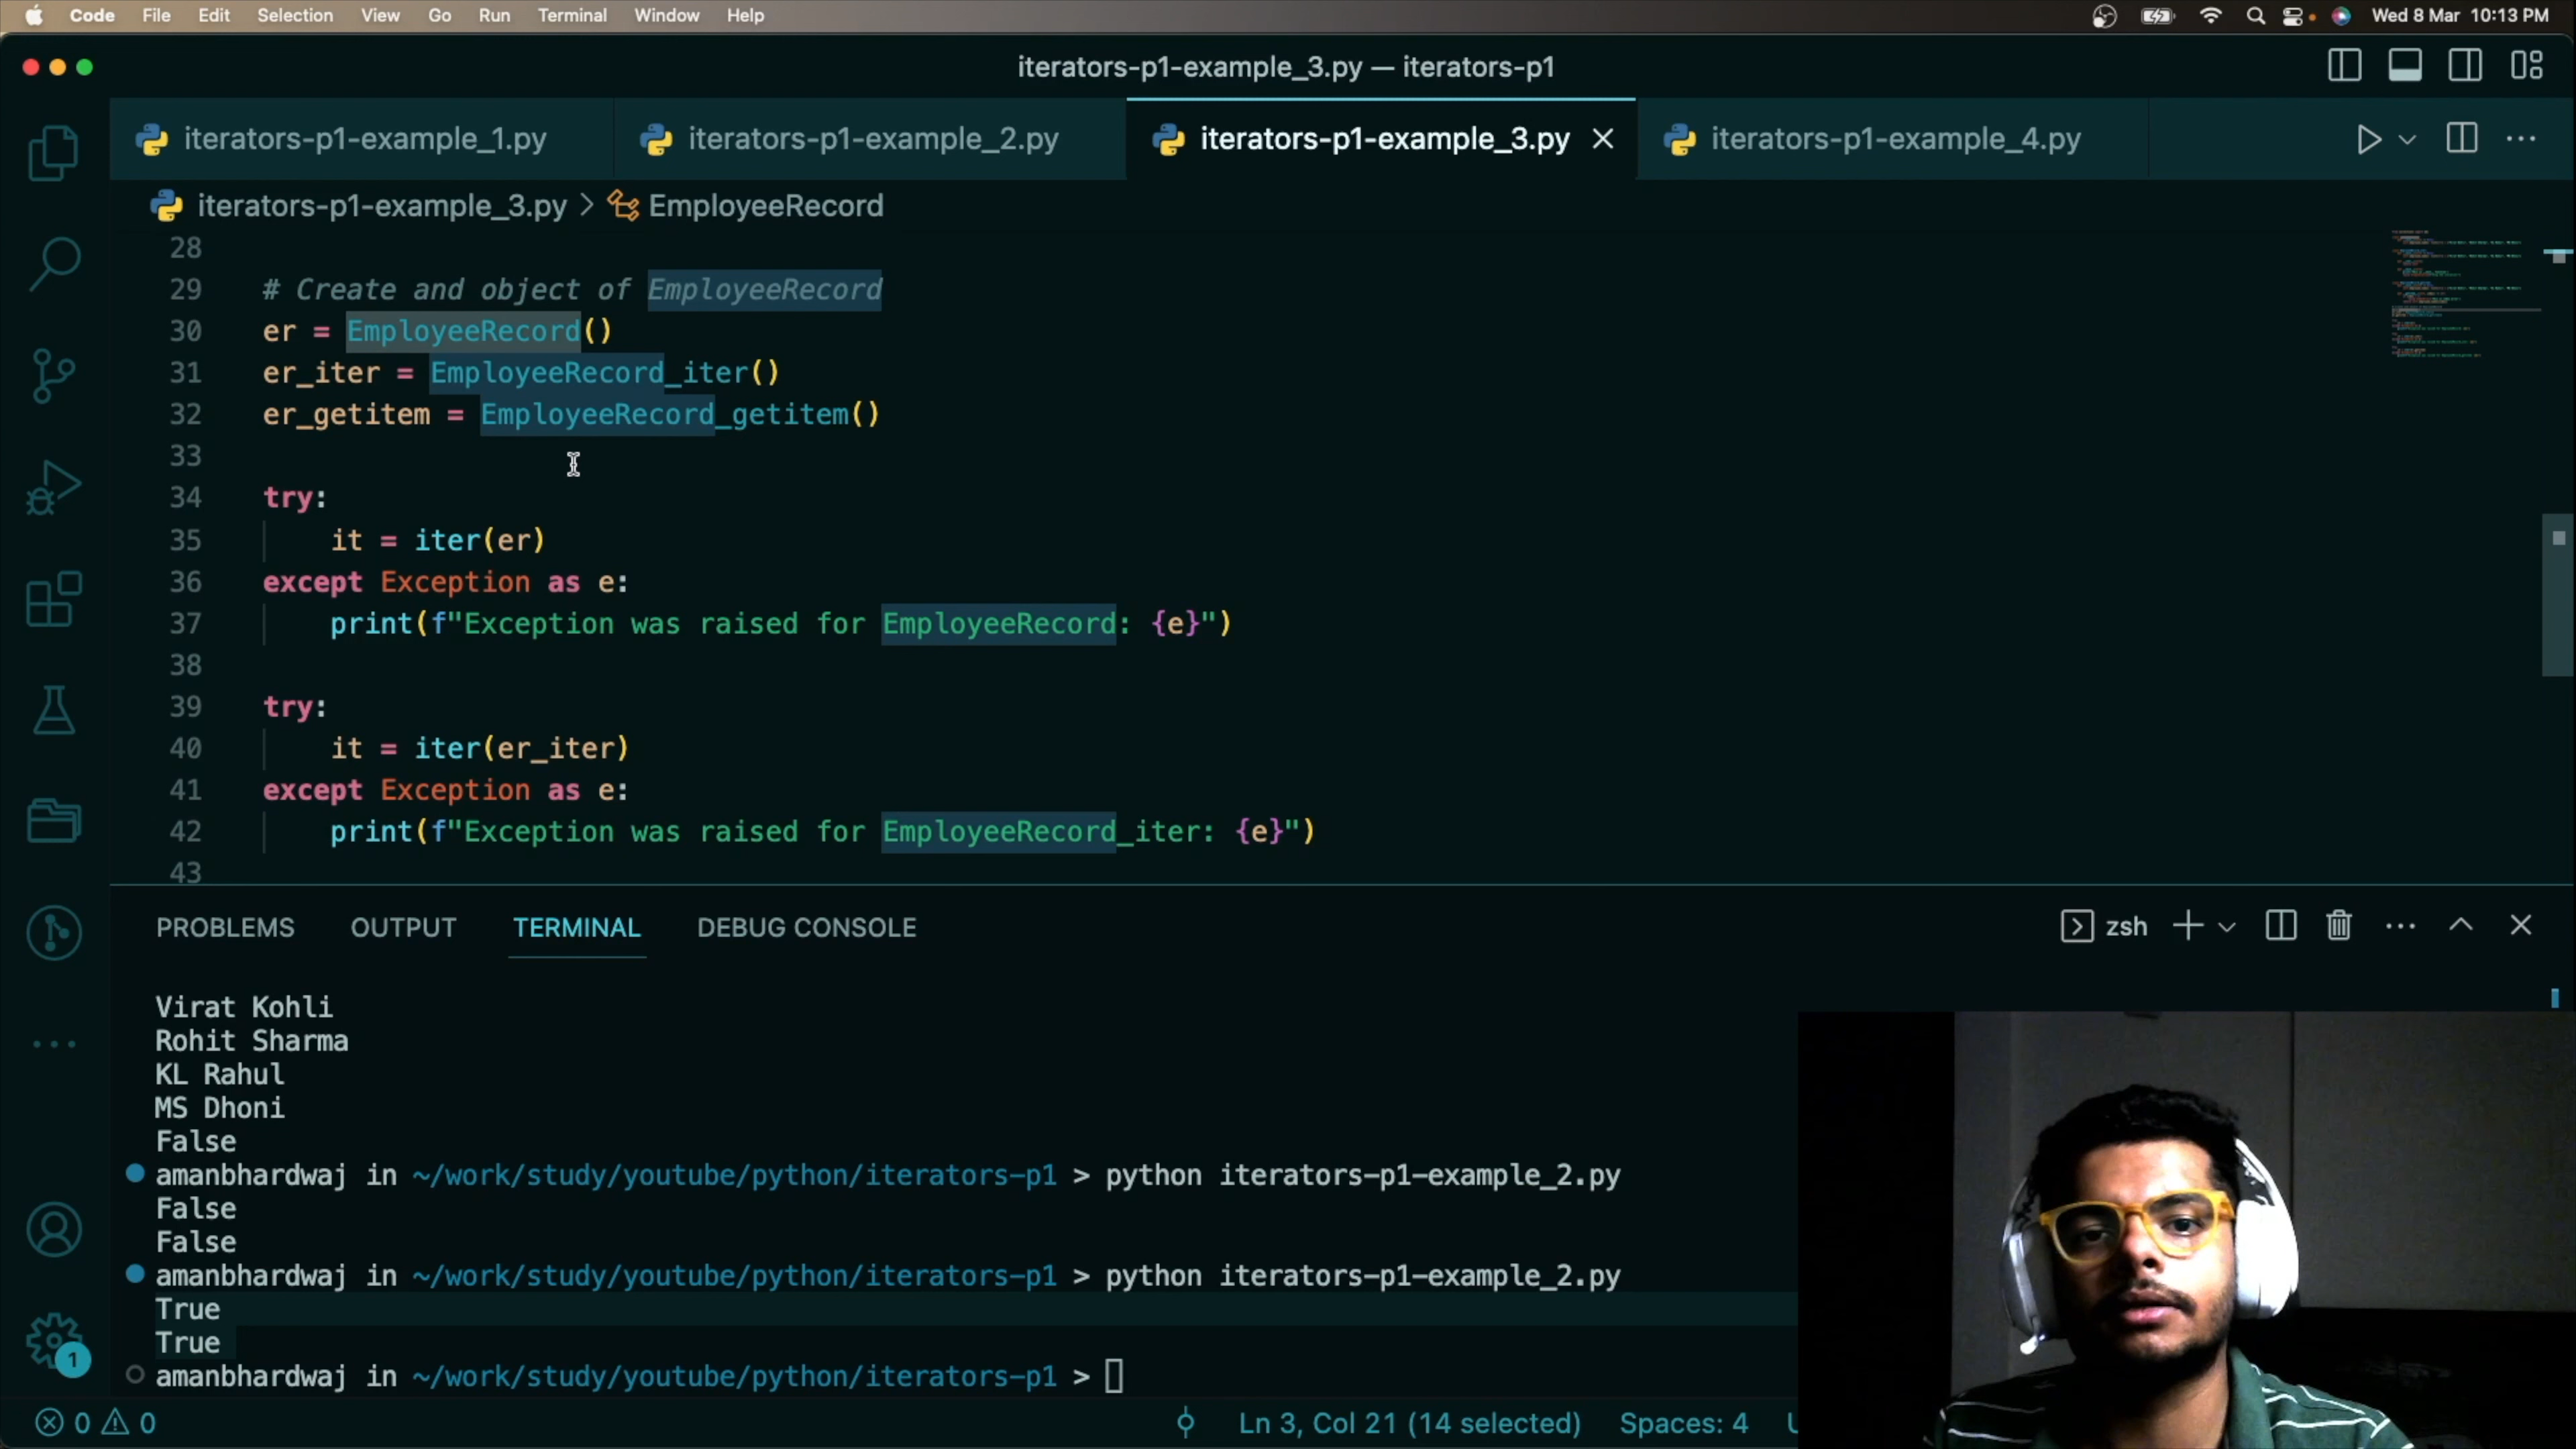 Code File Edit Selection View Go Run Terminal Window Help Wed 8 Mar 10:13 PM
iterators-p1-example_3.py — iterators-p1
iterators-p1-example_1.py iterators-p1-example_2.py iterators-p1-example_3.py iterators-p1-example_4.py
iterators-p1-example_3.py > EmployeeRecord
28
29 # Create and object of EmployeeRecord
30 er = EmployeeRecord()
31 er_iter = EmployeeRecord_iter()
32 er_getitem = EmployeeRecord_getitem()
33
34 try:
35 it = iter(er)
36 except Exception as e:
37 print(f"Exception was raised for EmployeeRecord: {e}")
38
39 try:
40 it = iter(er_iter)
41 except Exception as e:
42 print(f"Exception was raised for EmployeeRecord_iter: {e}")
43
PROBLEMS OUTPUT TERMINAL DEBUG CONSOLE zsh
Virat Kohli
Rohit Sharma
KL Rahul
MS Dhoni
False
amanbhardwaj in ~/work/study/youtube/python/iterators-p1 > python iterators-p1-example_2.py
False
False
amanbhardwaj in ~/work/study/youtube/python/iterators-p1 > python iterators-p1-example_2.py
True
True
amanbhardwaj in ~/work/study/youtube/python/iterators-p1 >
1
0 0 Ln 3, Col 21 (14 selected) Spaces: 4